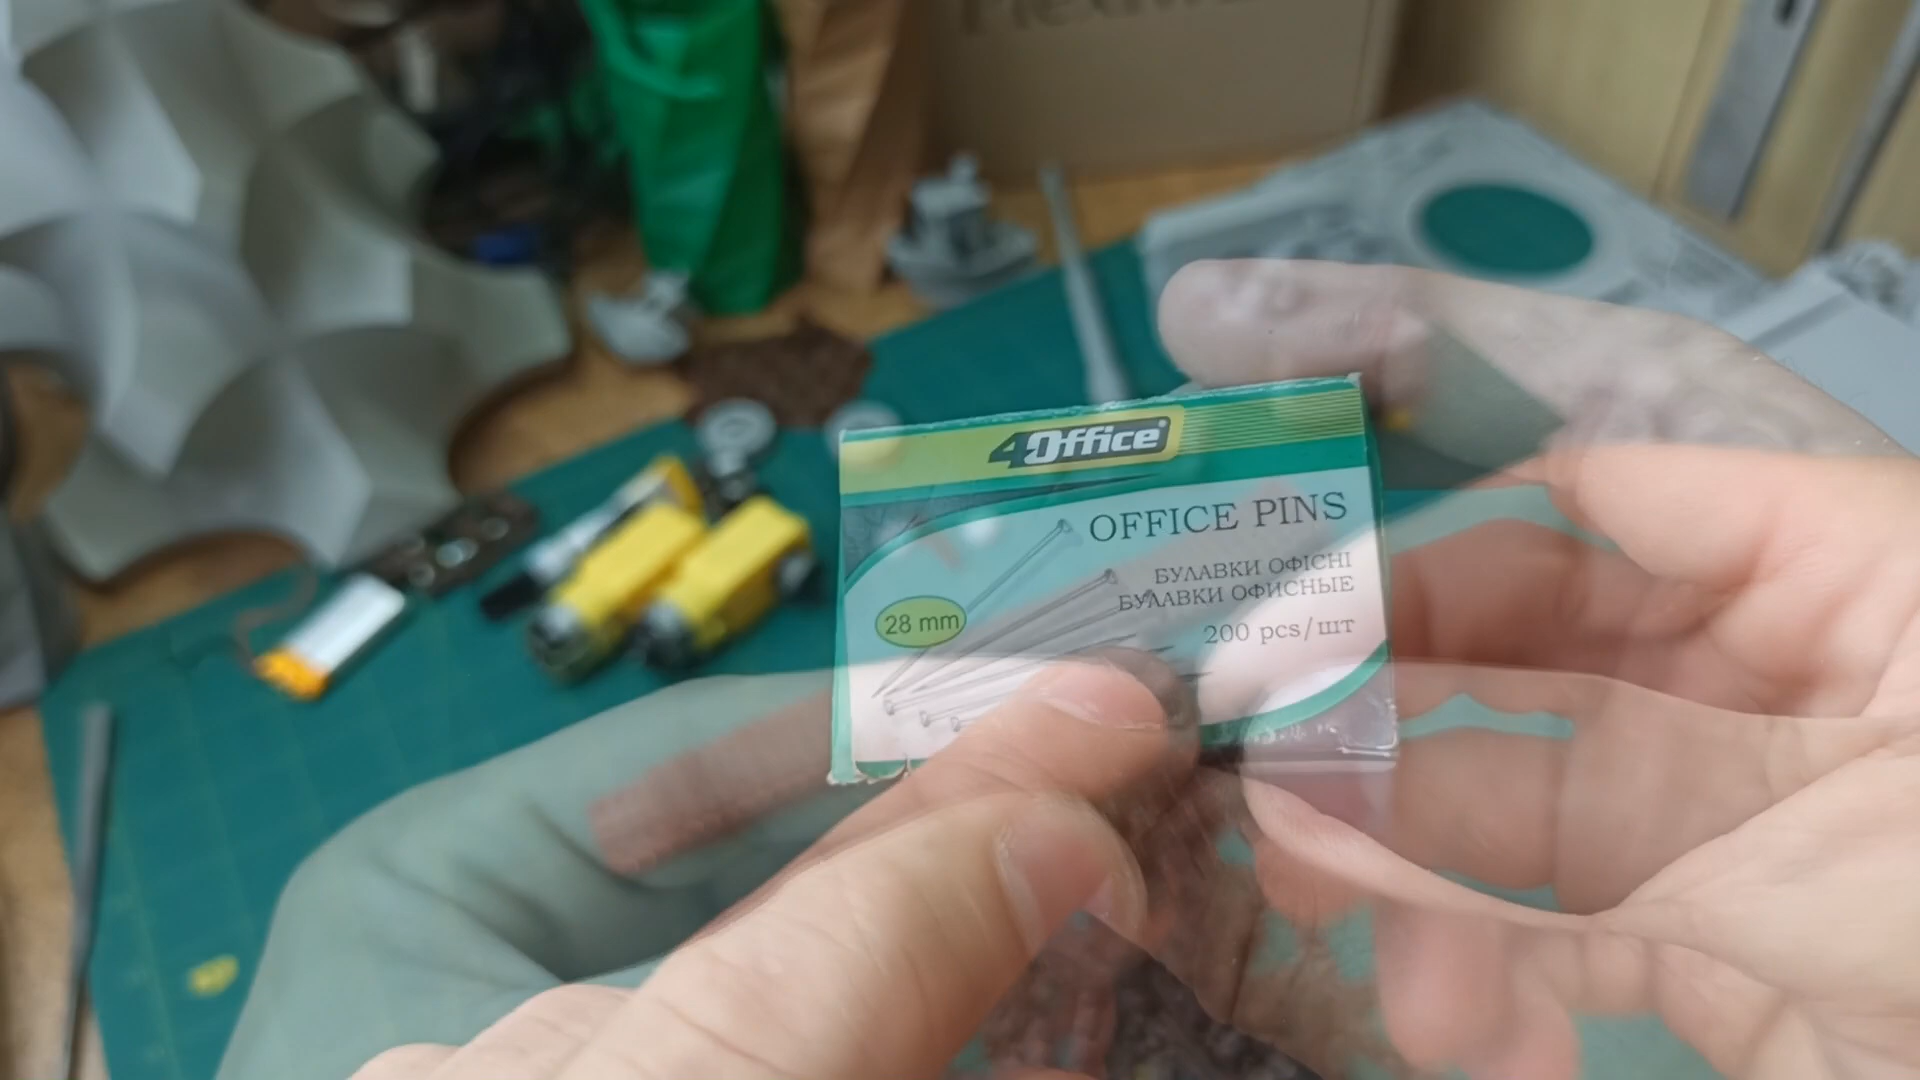 4Office®
OFFICE PINS
БУЛАВКИ ОФІСНІ
БУЛАВКИ ОФИСНЫЕ
28 mm
200 pcs/шт